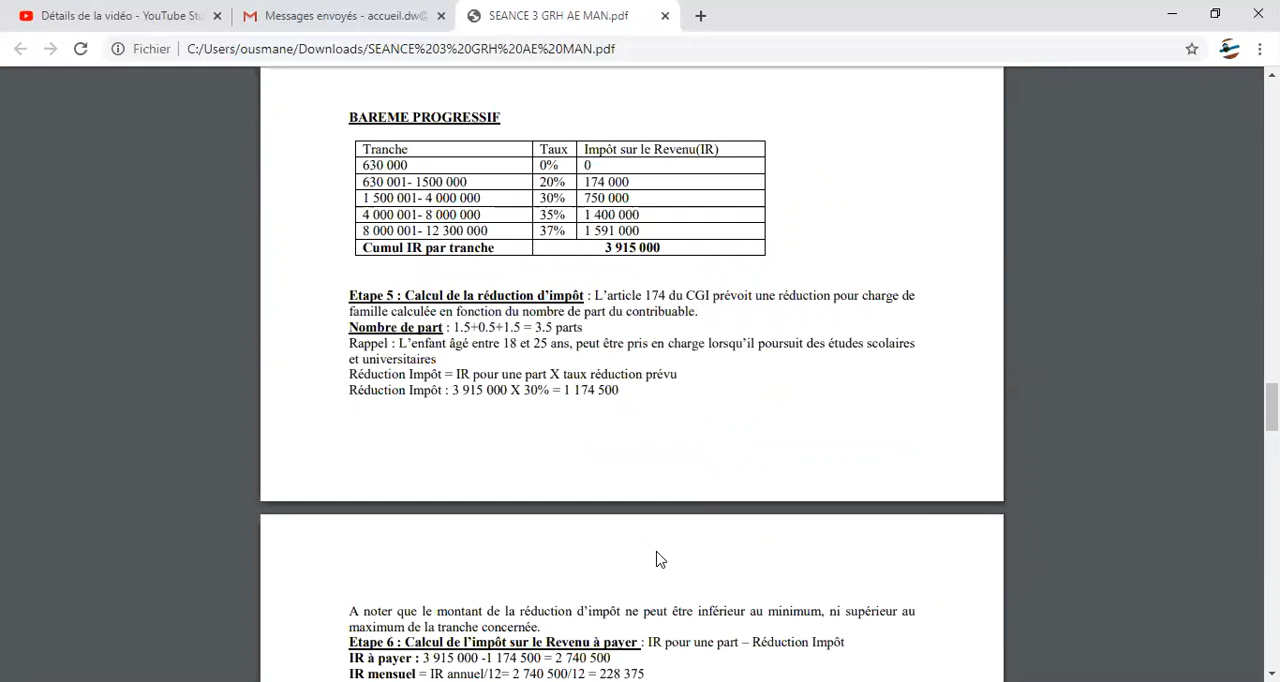 Détails de la vidéo - YouTube Stu
Messages envoyés - accueil.dw@
SEANCE 3 GRH AE MAN.pdf
Fichier | C:/Users/ousmane/Downloads/SEANCE%203%20GRH%20AE%20MAN.pdf
BAREME PROGRESSIF
Tranche Taux Impôt sur le Revenu(IR)
630 000 0% 0
630 001- 1500 000 20% 174 000
1 500 001- 4 000 000 30% 750 000
4 000 001- 8 000 000 35% 1 400 000
8 000 001- 12 300 000 37% 1 591 000
Cumul IR par tranche 3 915 000
Etape 5 : Calcul de la réduction d’impôt : L’article 174 du CGI prévoit une réduction pour charge de
famille calculée en fonction du nombre de part du contribuable.
Nombre de part : 1.5+0.5+1.5 = 3.5 parts
Rappel : L’enfant âgé entre 18 et 25 ans, peut être pris en charge lorsqu’il poursuit des études scolaires
et universitaires
Réduction Impôt = IR pour une part X taux réduction prévu
Réduction Impôt : 3 915 000 X 30% = 1 174 500
A noter que le montant de la réduction d’impôt ne peut être inférieur au minimum, ni supérieur au
maximum de la tranche concernée.
Etape 6 : Calcul de l’impôt sur le Revenu à payer : IR pour une part – Réduction Impôt
IR à payer : 3 915 000 -1 174 500 = 2 740 500
IR mensuel = IR annuel/12= 2 740 500/12 = 228 375